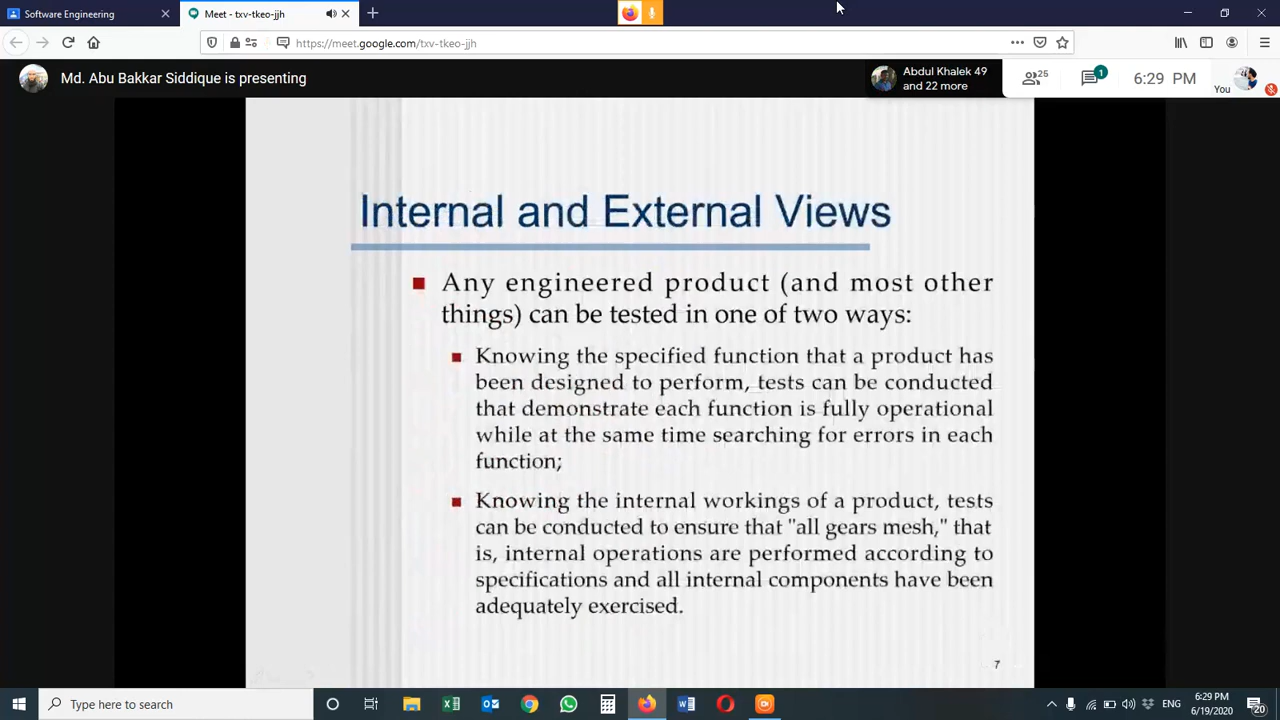 Software Engineering
Meet - txv-tkeo-jjh
https://meet.google.com/txv-tkeo-jjh
Md. Abu Bakkar Siddique is presenting
Abdul Khalek 49
and 22 more
25
1
6:29 PM
You
Internal and External Views
Any engineered product (and most other
things) can be tested in one of two ways:
Knowing the specified function that a product has
been designed to perform, tests can be conducted
that demonstrate each function is fully operational
while at the same time searching for errors in each
function;
Knowing the internal workings of a product, tests
can be conducted to ensure that "all gears mesh," that
is, internal operations are performed according to
specifications and all internal components have been
adequately exercised.
7
Type here to search
ENG
6:29 PM
6/19/2020
20